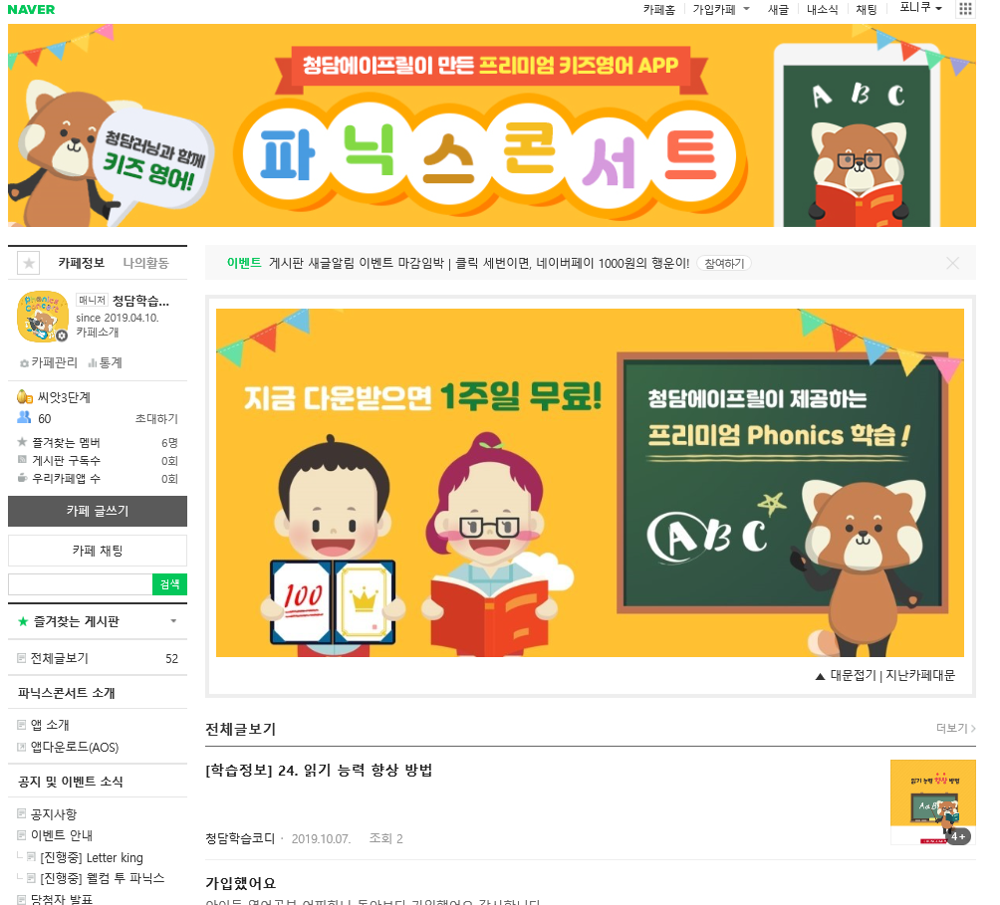 NAVER
카페홈 가입카페 새글 내소식 채팅 포니쿠
청담에이프릴이 만든 프리미엄 키즈영어 APP
파닉스콘서트
청담러닝과 함께
키즈 영어!
A B C
카페정보 나의활동
이벤트 게시판 새글알림 이벤트 마감임박 | 클릭 세번이면, 네이버페이 1000원의 행운이! 참여하기
Phonics
Concert
매니저 청담학습...
since 2019.04.10.
카페소개
카페관리 통계
씨앗3단계
60 초대하기
즐겨찾는 멤버 6명
게시판 구독수 0회
우리카페앱 수 0회
카페 글쓰기
카페 채팅
검색
즐겨찾는 게시판
전체글보기 52
파닉스콘서트 소개
앱 소개
앱다운로드(AOS)
공지 및 이벤트 소식
공지사항
이벤트 안내
[진행중] Letter king
[진행중] 웰컴 투 파닉스
당첨자 발표
지금 다운받으면 1주일 무료!
청담에이프릴이 제공하는
프리미엄 Phonics 학습!
ABC
100
▲ 대문접기 | 지난카페대문
전체글보기 더보기
[학습정보] 24. 읽기 능력 향상 방법
청담학습코디 · 2019.10.07. 조회 2
읽기 능력 향상 방법
4+
가입했어요